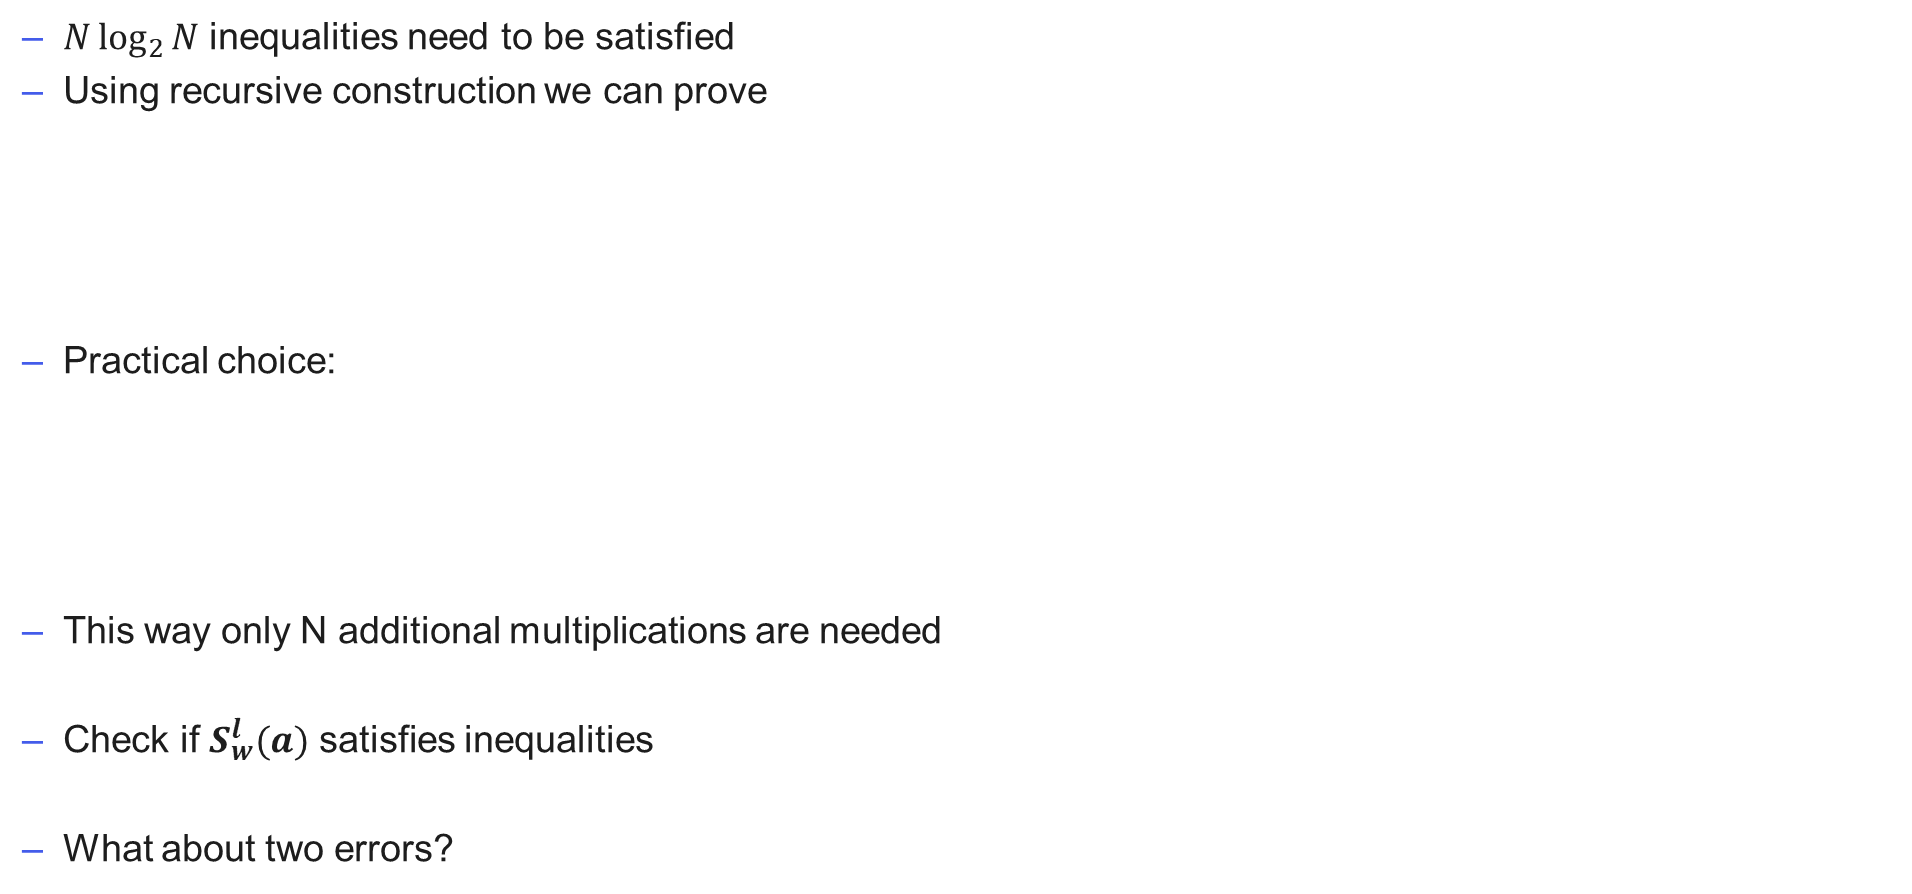 – N log₂ N inequalities need to be satisfied
– Using recursive construction we can prove
– Practical choice:
– This way only N additional multiplications are needed
– Check if Sˡ_w(a) satisfies inequalities
– What about two errors?